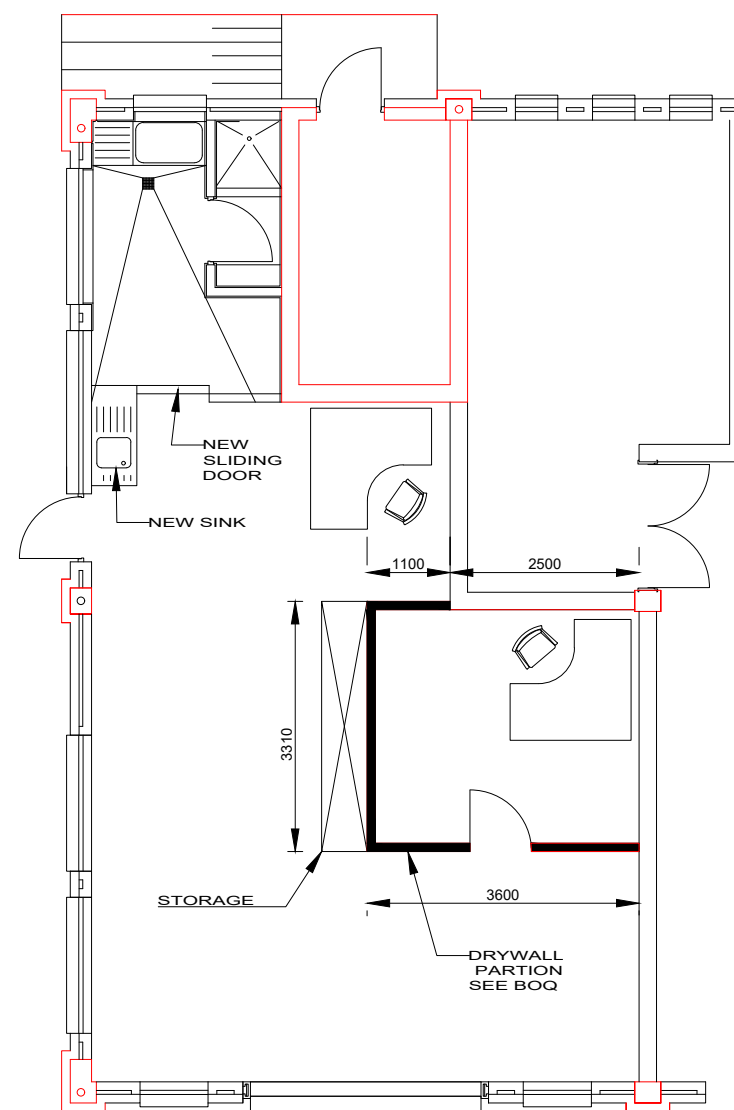 NEW
SLIDING
DOOR
NEW SINK
1100
2500
3310
STORAGE
3600
DRYWALL
PARTION
SEE BOQ